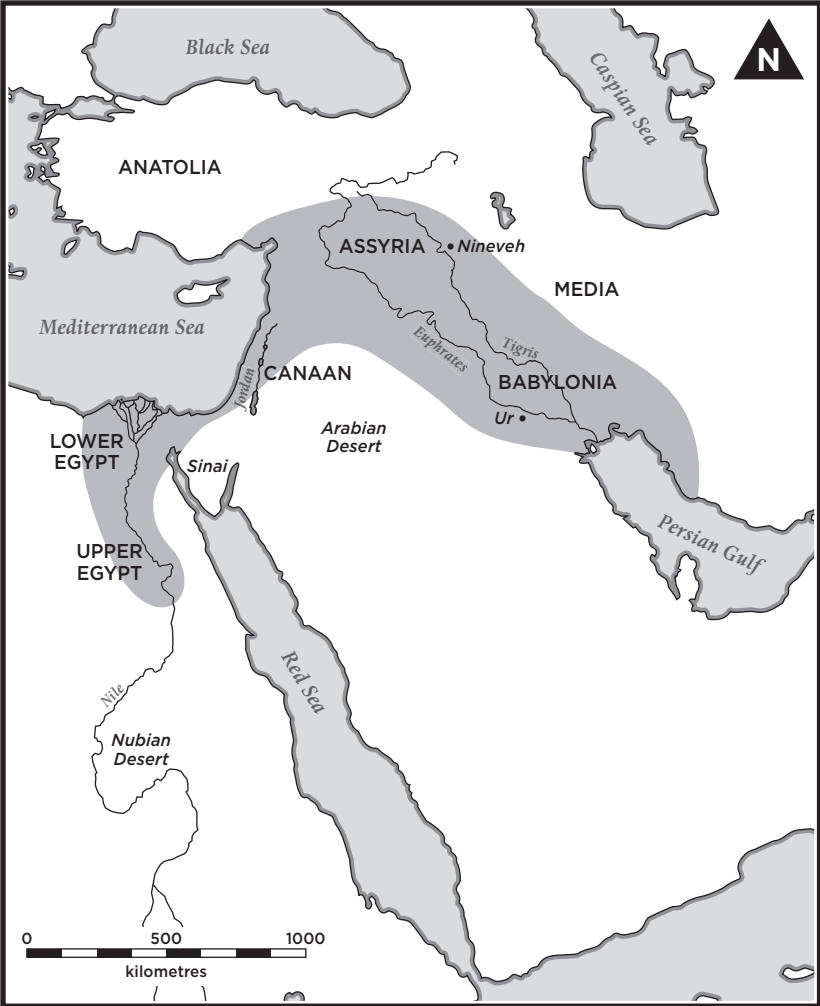 Black Sea
N
Caspian Sea
ANATOLIA
ASSYRIA
Nineveh
MEDIA
Mediterranean Sea
Euphrates
Tigris
Jordan
CANAAN
BABYLONIA
Ur
LOWER
EGYPT
Sinai
Arabian
Desert
UPPER
EGYPT
Persian Gulf
Red Sea
Nile
Nubian
Desert
0 500 1000
kilometres